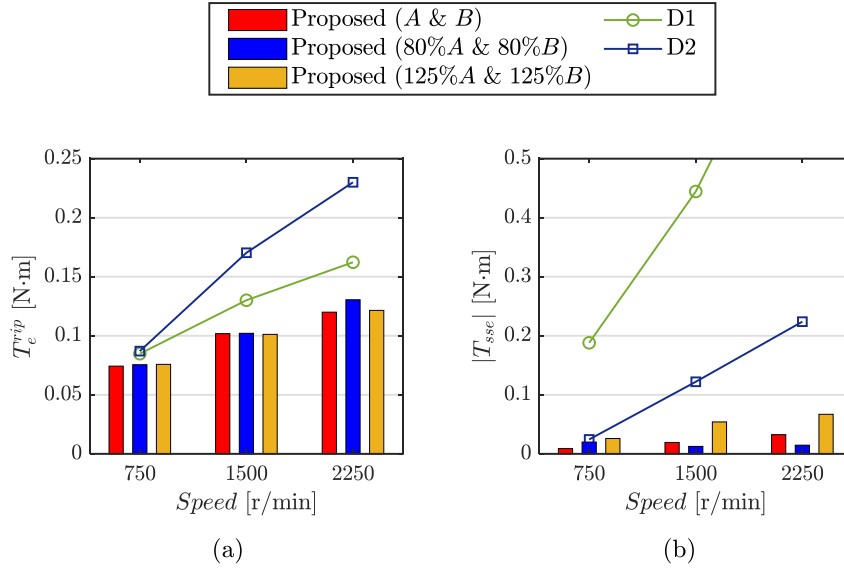 Proposed (A & B)
Proposed (80%A & 80%B)
Proposed (125%A & 125%B)
D1
D2
0.25
0.2
0.15
0.1
0.05
0
T_e^{rip} [N·m]
750 1500 2250
Speed [r/min]
(a)
0.5
0.4
0.3
0.2
0.1
0
|T_{sse}| [N·m]
750 1500 2250
Speed [r/min]
(b)